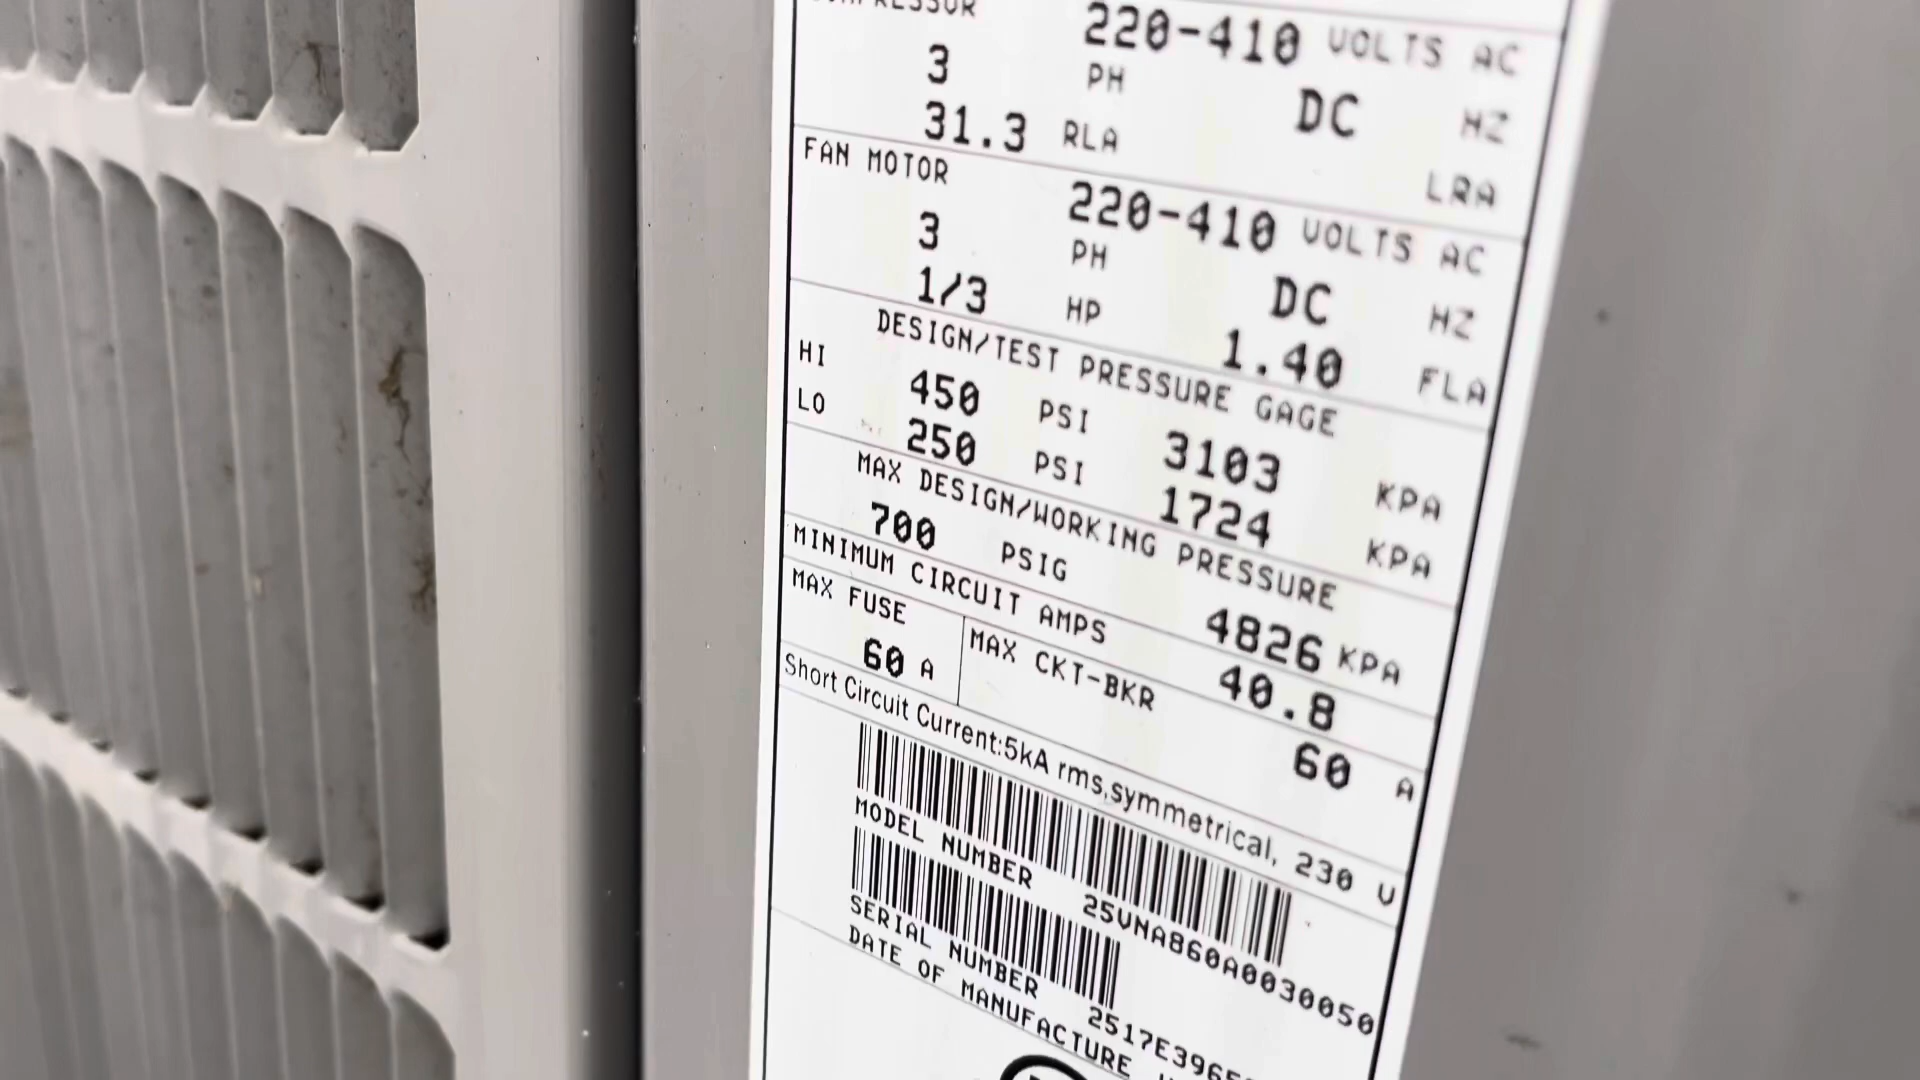 COMPRESSOR 220-410 VOLTS AC
3 PH DC HZ
31.3 RLA LRA
FAN MOTOR 220-410 VOLTS AC
3 PH DC HZ
1/3 HP 1.40 FLA
DESIGN/TEST PRESSURE GAGE
HI 450 PSI 3103 KPA
LO 250 PSI 1724 KPA
MAX DESIGN/WORKING PRESSURE
700 PSIG 4826 KPA
MINIMUM CIRCUIT AMPS 40.8
MAX FUSE MAX CKT-BKR
60 A 60 A
Short Circuit Current:5kA rms,symmetrical, 230 V
MODEL NUMBER 25VNA860A0030050
SERIAL NUMBER 2517E3965
DATE OF MANUFACTURE